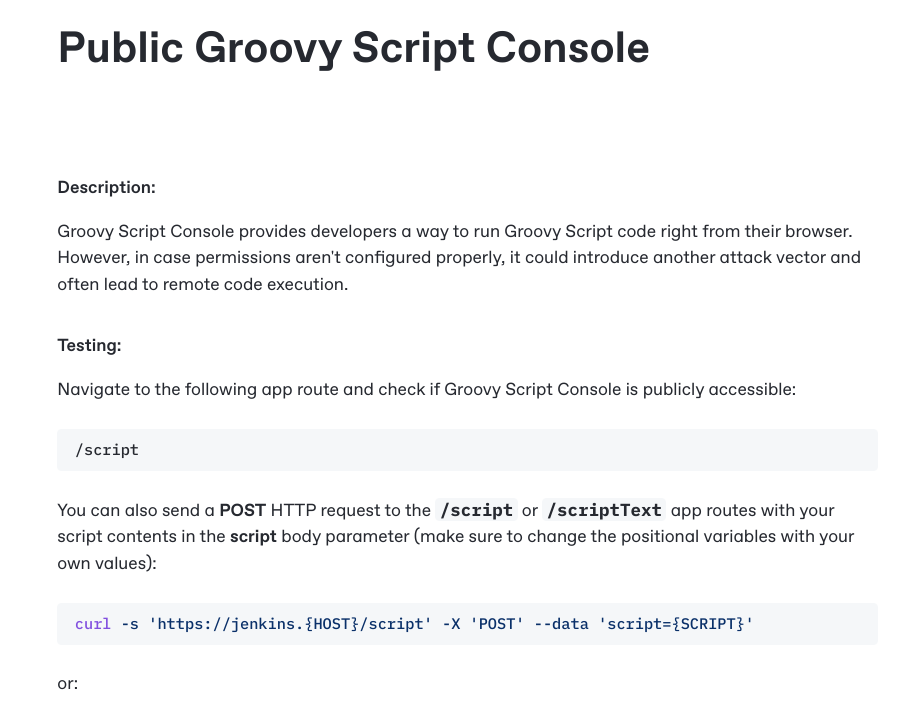 Public Groovy Script Console
Description:
Groovy Script Console provides developers a way to run Groovy Script code right from their browser.
However, in case permissions aren't configured properly, it could introduce another attack vector and
often lead to remote code execution.
Testing:
Navigate to the following app route and check if Groovy Script Console is publicly accessible:
/script
You can also send a POST HTTP request to the /script or /scriptText app routes with your
script contents in the script body parameter (make sure to change the positional variables with your
own values):
curl -s 'https://jenkins.{HOST}/script' -X 'POST' --data 'script={SCRIPT}'
or: